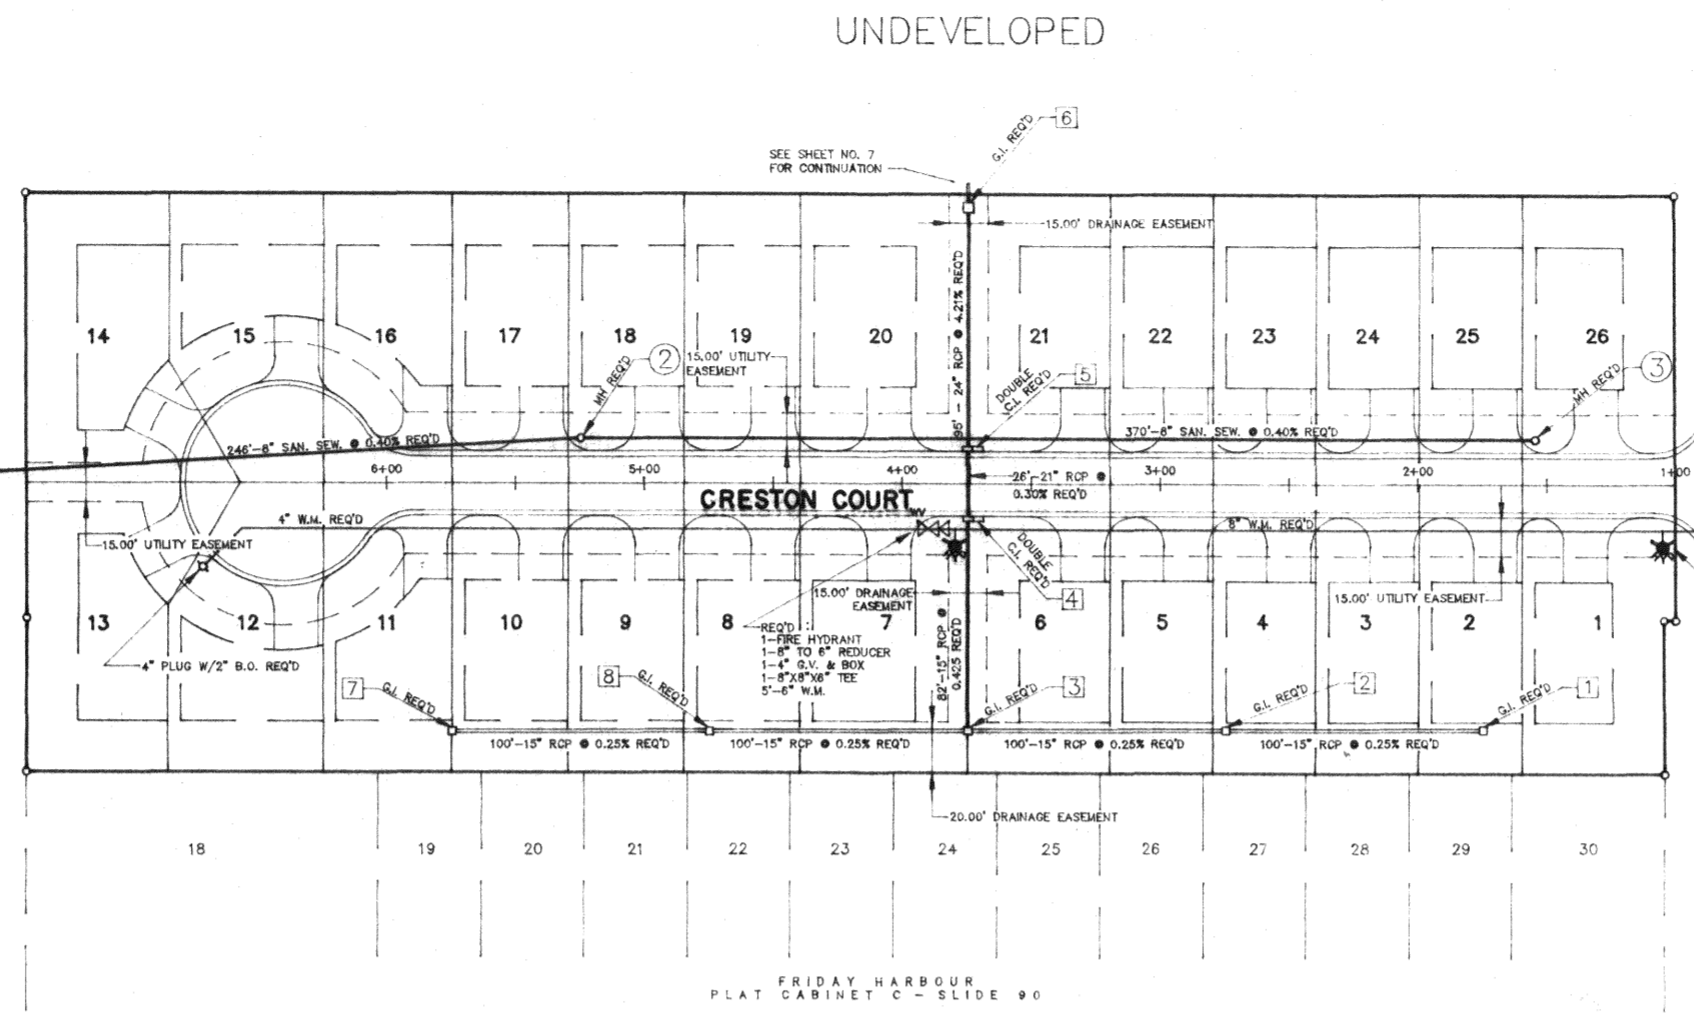 UNDEVELOPED
G.I. REQ'D
6
SEE SHEET NO. 7
FOR CONTINUATION
15.00' DRAINAGE EASEMENT
95' - 24" RCP @ 4.21% REQ'D
14
15
16
17
18
19
20
21
22
23
24
25
26
MH REQ'D
2
15.00' UTILITY
EASEMENT
DOUBLE
C.I. REQ'D
5
MH REQ'D
3
246'-8" SAN. SEW. @ 0.40% REQ'D
370'-8" SAN. SEW. @ 0.40% REQ'D
6+00
5+00
4+00
3+00
2+00
1+00
26'-21" RCP @
0.30% REQ'D
CRESTON COURT
WV
4" W.M. REQ'D
8" W.M. REQ'D
15.00' UTILITY EASEMENT
DOUBLE
C.I. REQ'D
4
15.00' DRAINAGE
EASEMENT
15.00' UTILITY EASEMENT
13
12
11
10
9
8
7
6
5
4
3
2
1
REQ'D :
1-FIRE HYDRANT
1-8" TO 6" REDUCER
1-4" G.V. & BOX
1-8"X8"X6" TEE
5'-6" W.M.
82'-15" RCP @
0.425 REQ'D
4" PLUG W/2" B.O. REQ'D
7
G.I. REQ'D
8
G.I. REQ'D
G.I. REQ'D
3
G.I. REQ'D
2
G.I. REQ'D
1
100'-15" RCP @ 0.25% REQ'D
100'-15" RCP @ 0.25% REQ'D
100'-15" RCP @ 0.25% REQ'D
100'-15" RCP @ 0.25% REQ'D
20.00' DRAINAGE EASEMENT
18
19
20
21
22
23
24
25
26
27
28
29
30
FRIDAY HARBOUR
PLAT CABINET C - SLIDE 90